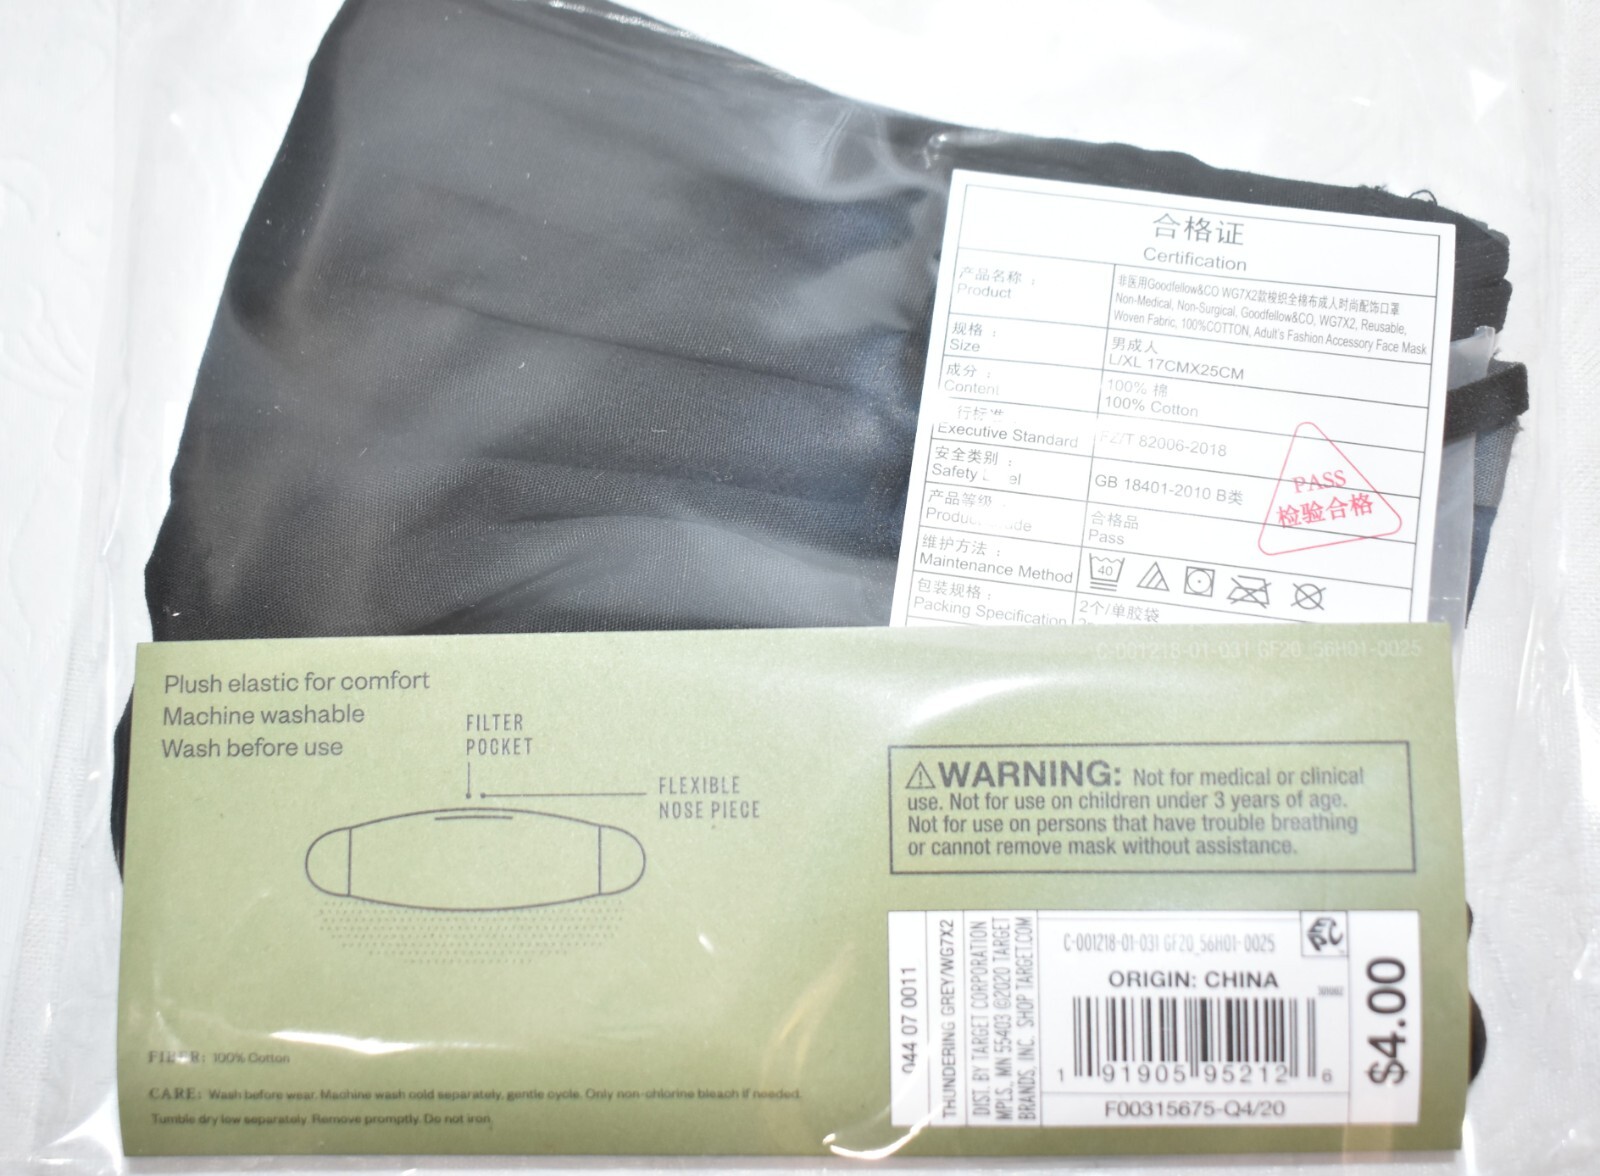 合格证
Certification
产品名称：
Product
非医用Goodfellow&CO WG7X2款梭织全棉布成人时尚配饰口罩
Non-Medical, Non-Surgical, Goodfellow&CO, WG7X2, Reusable,
Woven Fabric, 100%COTTON, Adult's Fashion Accessory Face Mask
规格：
Size
男成人
L/XL 17CMX25CM
成分：
Content
100% 棉
100% Cotton
行标准
Executive Standard
FZ/T 82006-2018
安全类别：
Safety
GB 18401-2010 B类
产品等级：
合格品
Pass
PASS
检验合格
维护方法：
Maintenance Method
40
包装规格：
Packing Specification
2个/单胶袋
C-001218-01-031 GF20_56H01-0025
Plush elastic for comfort
Machine washable
Wash before use
FILTER
POCKET
FLEXIBLE
NOSE PIECE
⚠WARNING: Not for medical or clinical
use. Not for use on children under 3 years of age.
Not for use on persons that have trouble breathing
or cannot remove mask without assistance.
FIBER: 100% Cotton
CARE: Wash before wear. Machine wash cold separately, gentle cycle. Only non-chlorine bleach if needed.
Tumble dry low separately. Remove promptly. Do not iron.
044 07 0011
THUNDERING GREY/WG7X2
DIST. BY TARGET CORPORATION
MPLS., MN 55403 ©2020 TARGET
BRANDS, INC. SHOP TARGET.COM
C-001218-01-031 GF20_56H01-0025
ORIGIN: CHINA
1 91905 95212 6
F00315675-Q4/20
$4.00